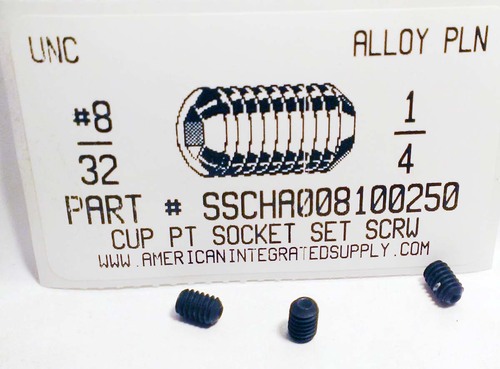 UNC ALLOY PLN
#8 1
32 4
PART # SSCHA008100250
CUP PT SOCKET SET SCRW
WWW.AMERICANINTEGRATEDSUPPLY.COM